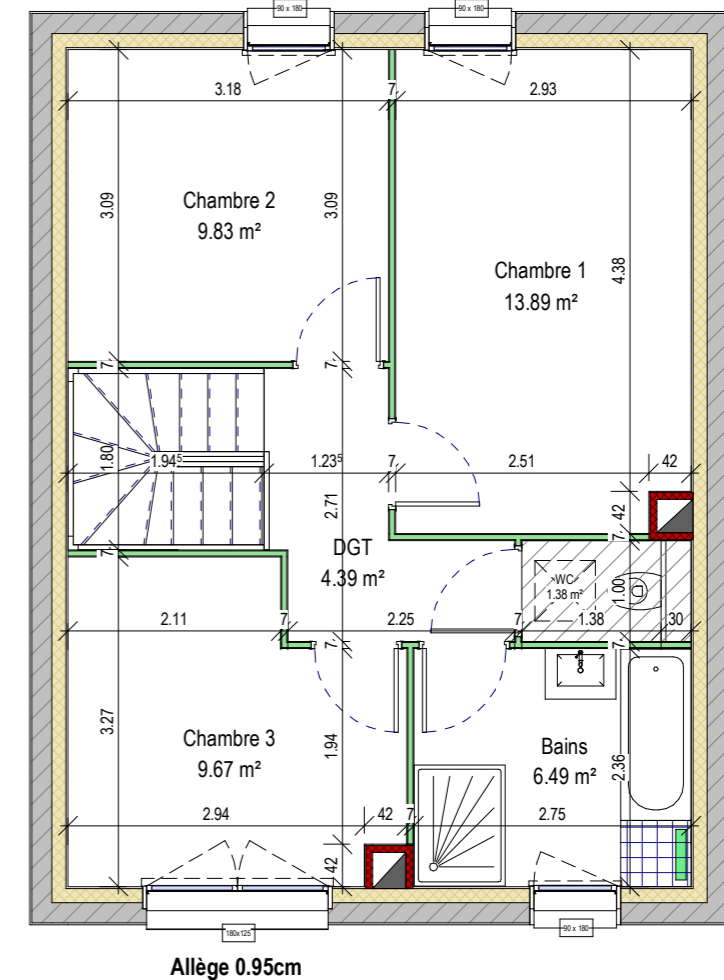 90 x 180
90 x 180
3.18
7
2.93
3.09
3.09
4.38
Chambre 2
9.83 m²
Chambre 1
13.89 m²
7
7
1.80
1.94⁵
1.23⁵
7
2.51
42
2.71
42
DGT
4.39 m²
7
7
WC
1.38 m²
1.00
2.11
7
2.25
7
1.38
30
7
7
3.27
1.94
Chambre 3
9.67 m²
Bains
6.49 m²
2.36
2.94
42
7
2.75
42
180x125
90 x 180
Allège 0.95cm